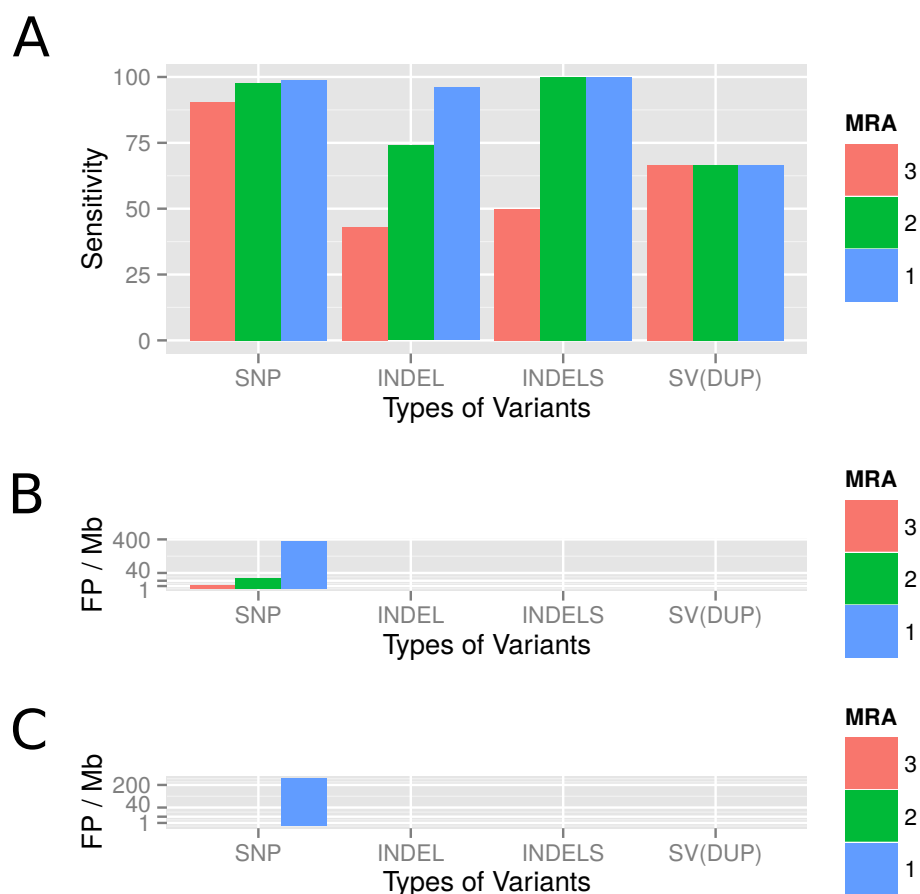 A
100
75
50
25
0
Sensitivity
SNP INDEL INDELS SV(DUP)
Types of Variants
MRA
3
2
1
B
400
40
1
FP / Mb
SNP INDEL INDELS SV(DUP)
Types of Variants
MRA
3
2
1
C
200
40
1
FP / Mb
SNP INDEL INDELS SV(DUP)
Types of Variants
MRA
3
2
1